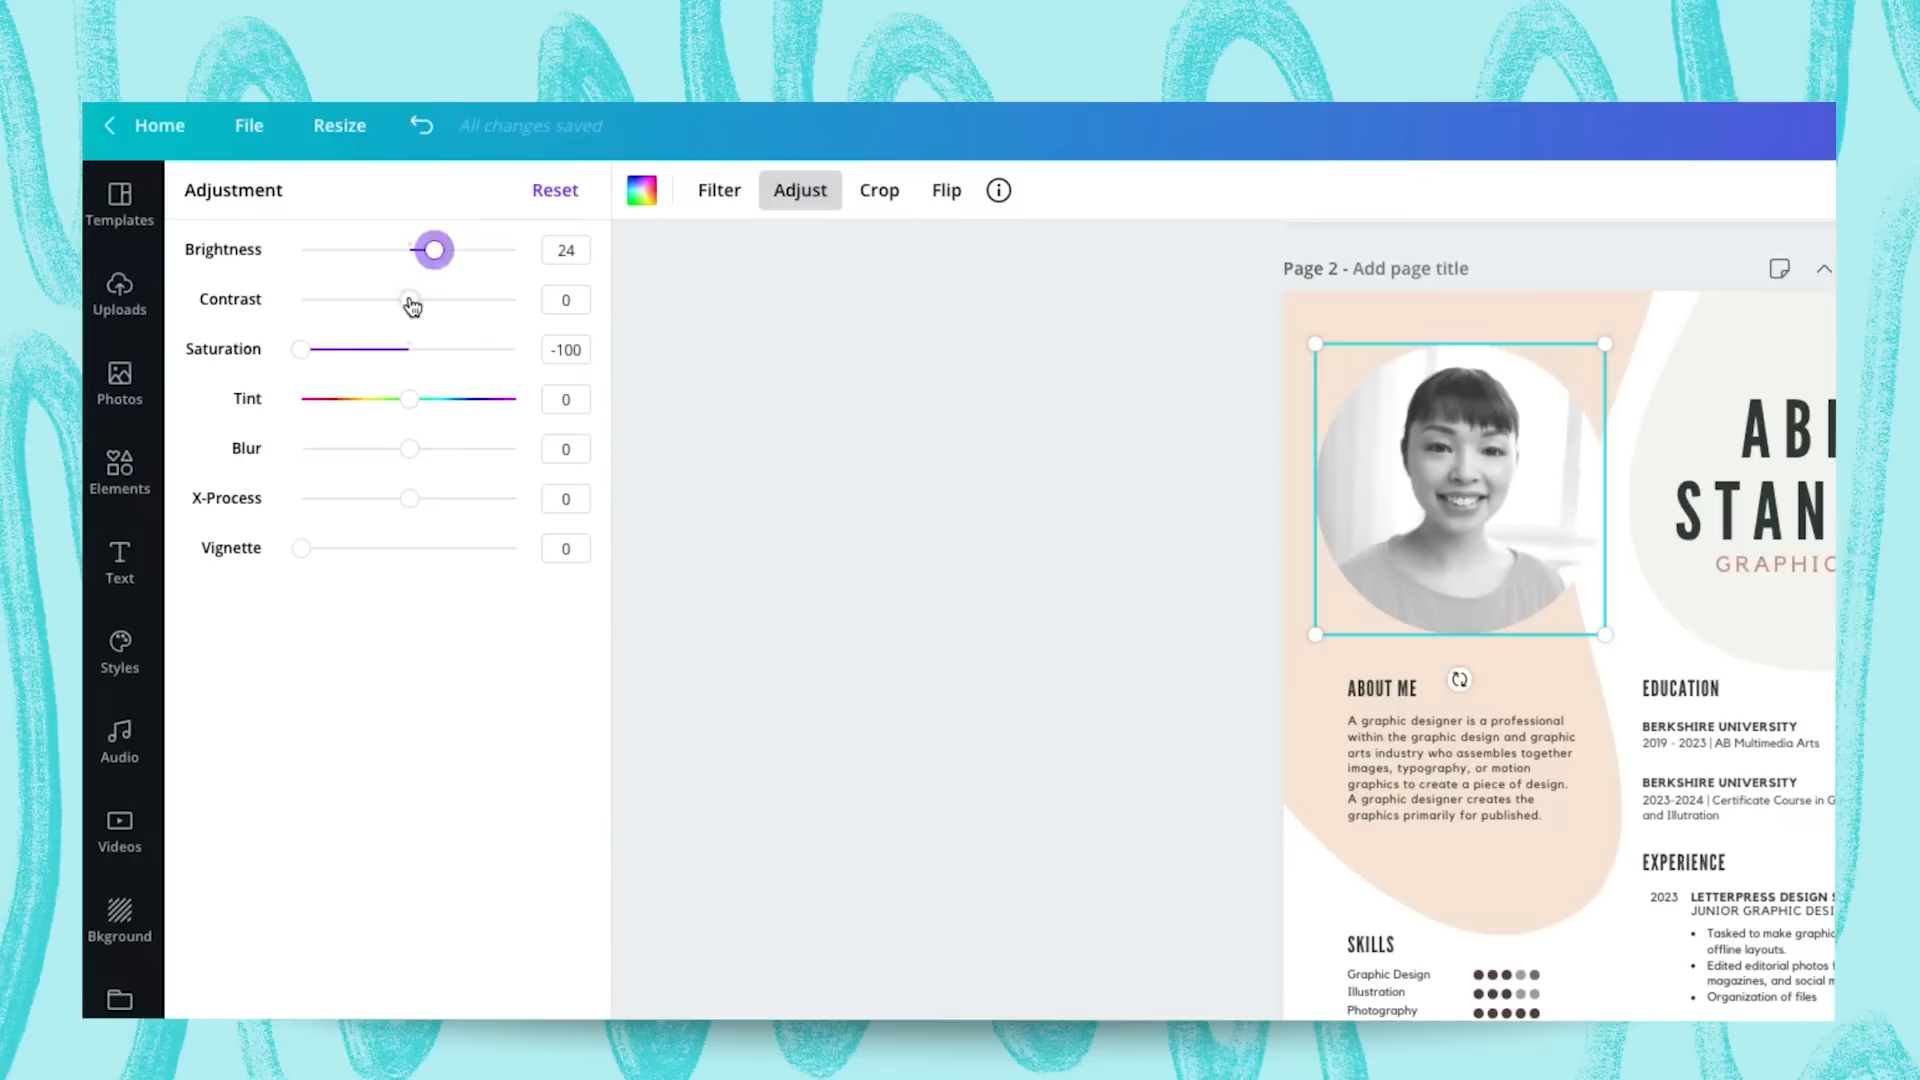 Home File Resize All changes saved
Templates
Uploads
Photos
Elements
Text
Styles
Audio
Videos
Bkground
Adjustment Reset
Brightness 24
Contrast 0
Saturation -100
Tint 0
Blur 0
X-Process 0
Vignette 0
Filter Adjust Crop Flip
Page 2 - Add page title
STAN
GRAPHIC
ABOUT ME
A graphic designer is a professional
within the graphic design and graphic
arts industry who assembles together
images, typography, or motion
graphics to create a piece of design.
A graphic designer creates the
graphics primarily for published.
SKILLS
Graphic Design
Illustration
Photography
EDUCATION
BERKSHIRE UNIVERSITY
2019 - 2023 | AB Multimedia Arts
BERKSHIRE UNIVERSITY
2023-2024 | Certificate Course in G
and Illutration
EXPERIENCE
2023 LETTERPRESS DESIGN S
JUNIOR GRAPHIC DESI
• Tasked to make graphic
offline layouts.
• Edited editorial photos f
magazines, and social m
• Organization of files